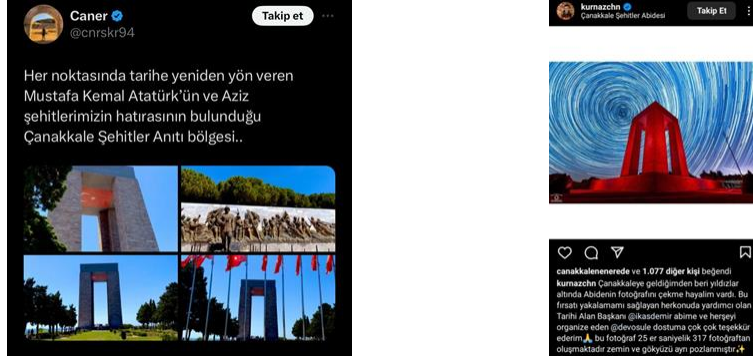 Caner
Takip et
@cnrskr94
Her noktasında tarihe yeniden yön veren
Mustafa Kemal Atatürk'ün ve Aziz
şehitlerimizin hatırasının bulunduğu
Çanakkale Şehitler Anıtı bölgesi..
kurnazchn
Çanakkale Şehitler Abidesi
Takip Et
canakkalenenerede ve 1.077 diğer kişi beğendi
kurnazchn Çanakkaleye geldiğimden beri yıldızlar
altında Abidenin fotoğrafını çekme hayalim vardı. Bu
fırsatı yakalamamı sağlayan herkonuda yardımcı olan
Tarihi Alan Başkanı @ikasdemir abime ve herşeyi
organize eden @devosule dostuma çok çok teşekkür
ederim🙏 bu fotoğraf 25 er saniyelik 317 fotoğraftan
oluşmaktadır zemin ve gökyüzü ayrı pozlanmıştır✨